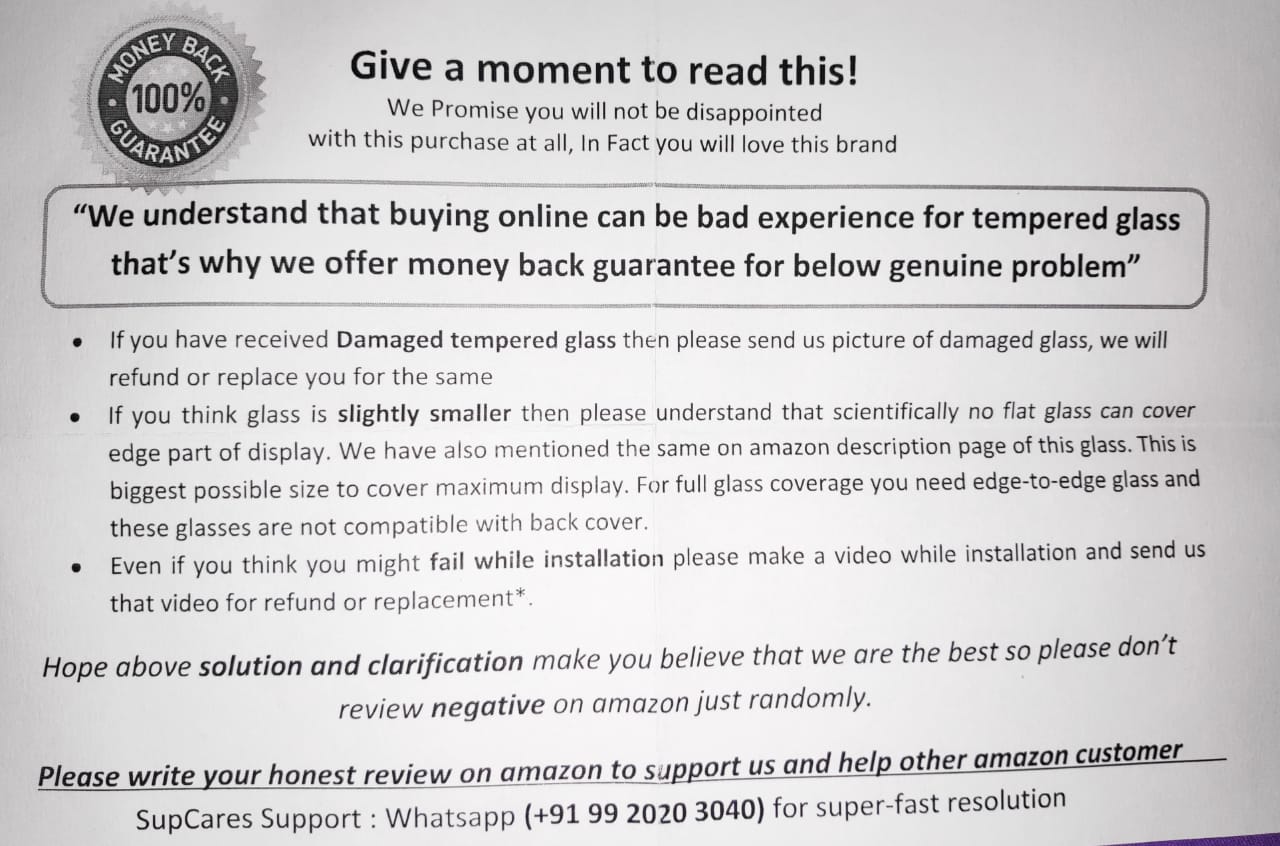 MONEY BACK
100%
GUARANTEE
Give a moment to read this!
We Promise you will not be disappointed
with this purchase at all, In Fact you will love this brand
“We understand that buying online can be bad experience for tempered glass
that’s why we offer money back guarantee for below genuine problem”
• If you have received Damaged tempered glass then please send us picture of damaged glass, we will
refund or replace you for the same
• If you think glass is slightly smaller then please understand that scientifically no flat glass can cover
edge part of display. We have also mentioned the same on amazon description page of this glass. This is
biggest possible size to cover maximum display. For full glass coverage you need edge-to-edge glass and
these glasses are not compatible with back cover.
• Even if you think you might fail while installation please make a video while installation and send us
that video for refund or replacement*.
Hope above solution and clarification make you believe that we are the best so please don’t
review negative on amazon just randomly.
Please write your honest review on amazon to support us and help other amazon customer
SupCares Support : Whatsapp (+91 99 2020 3040) for super-fast resolution